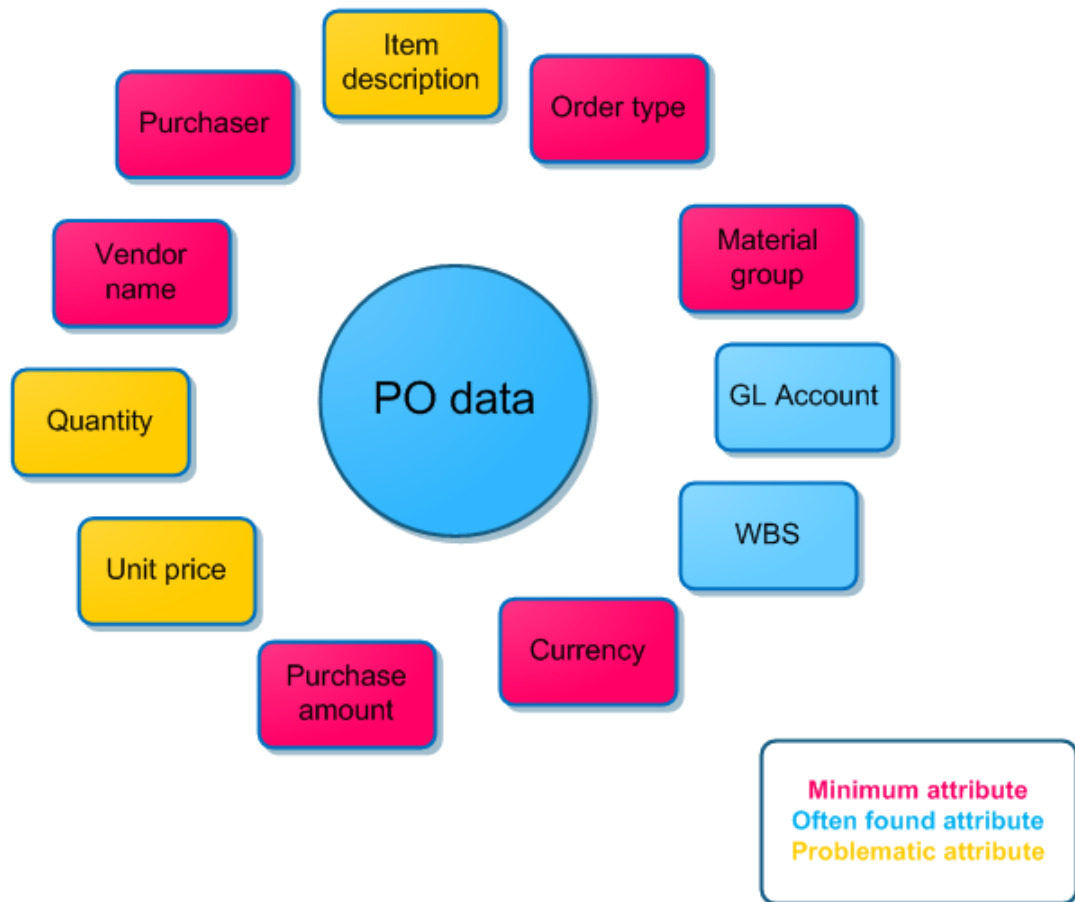 Item
description
Order type
Purchaser
Material
group
Vendor
name
PO data
GL Account
Quantity
WBS
Unit price
Currency
Purchase
amount
Minimum attribute
Often found attribute
Problematic attribute